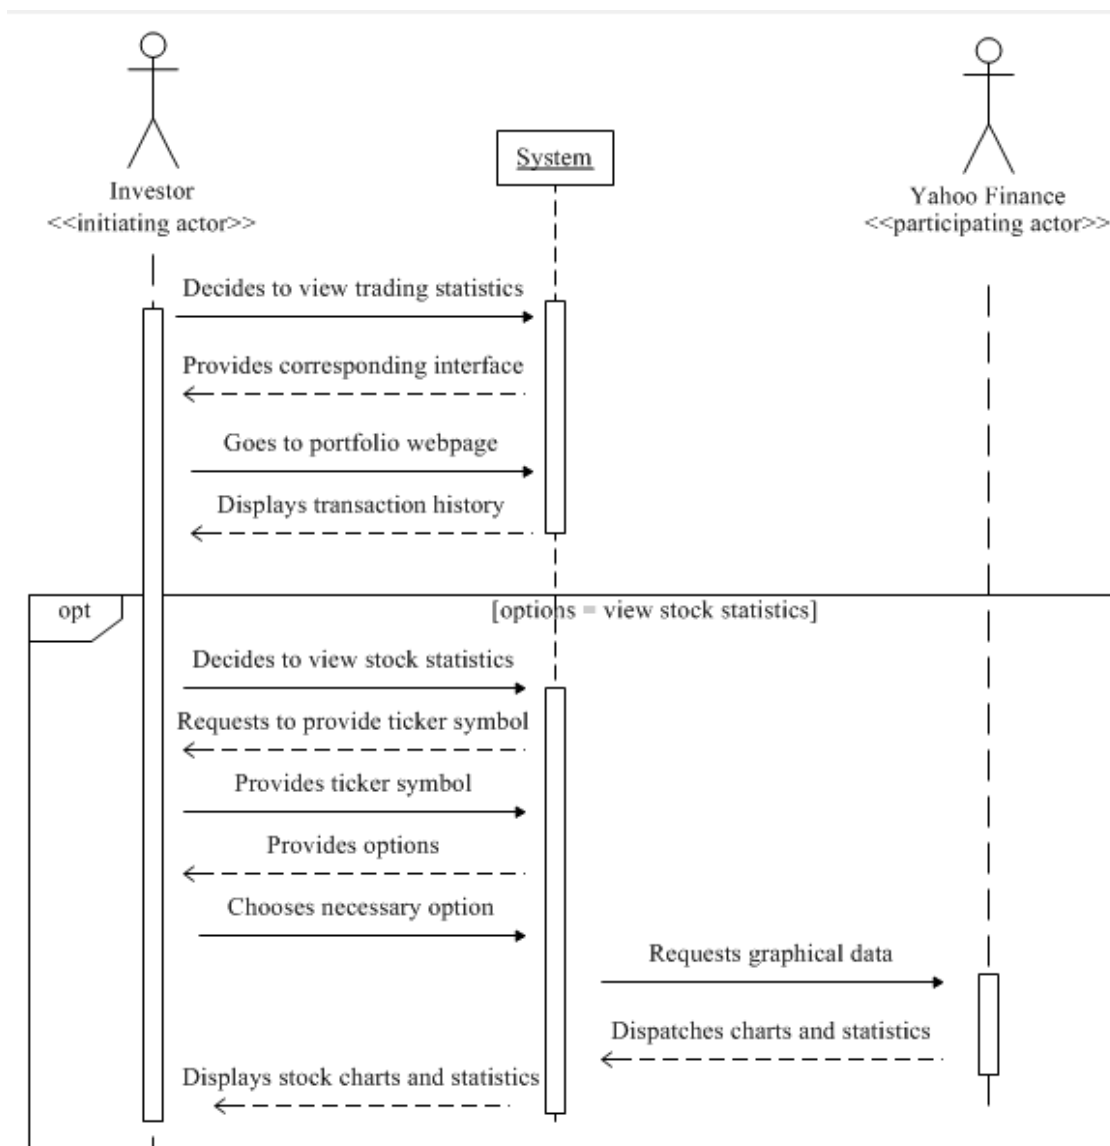 System
Investor
<<initiating actor>>
Yahoo Finance
<<participating actor>>
Decides to view trading statistics
Provides corresponding interface
Goes to portfolio webpage
Displays transaction history
opt
[options = view stock statistics]
Decides to view stock statistics
Requests to provide ticker symbol
Provides ticker symbol
Provides options
Chooses necessary option
Requests graphical data
Dispatches charts and statistics
Displays stock charts and statistics